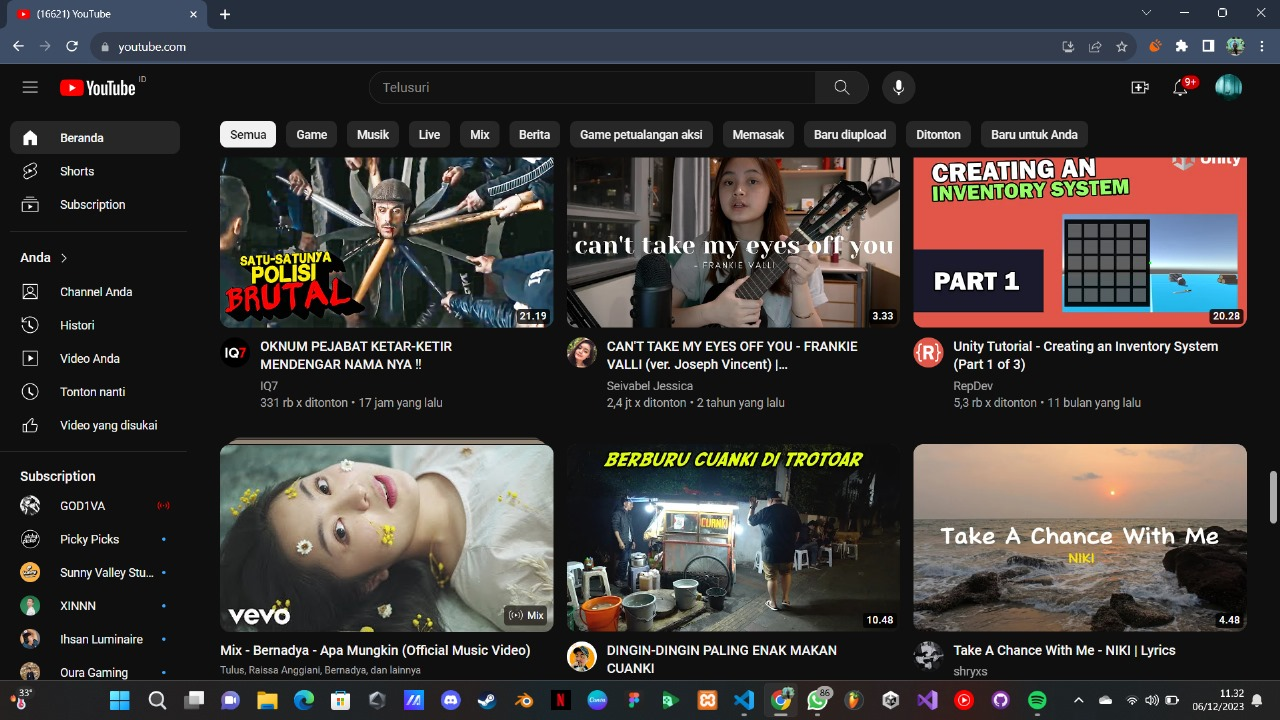 (16621) YouTube
youtube.com
YouTube ID
Telusuri
9+
Beranda
Shorts
Subscription
Anda
Channel Anda
Histori
Video Anda
Tonton nanti
Video yang disukai
Subscription
GOD1VA
Picky Picks
Sunny Valley Stu...
XINNN
Ihsan Luminaire
Oura Gaming
Semua
Game
Musik
Live
Mix
Berita
Game petualangan aksi
Memasak
Baru diupload
Ditonton
Baru untuk Anda
SATU-SATUNYA
POLISI
BRUTAL
21.19
IQ7
OKNUM PEJABAT KETAR-KETIR
MENDENGAR NAMA NYA !!
IQ7
331 rb x ditonton • 17 jam yang lalu
can't take my eyes off you
- FRANKIE VALLI
3.33
CAN'T TAKE MY EYES OFF YOU - FRANKIE
VALLI (ver. Joseph Vincent) |...
Seivabel Jessica
2,4 jt x ditonton • 2 tahun yang lalu
Unity
CREATING AN
INVENTORY SYSTEM
PART 1
20.28
{R}
Unity Tutorial - Creating an Inventory System
(Part 1 of 3)
RepDev
5,3 rb x ditonton • 11 bulan yang lalu
vevo
Mix
Mix - Bernadya - Apa Mungkin (Official Music Video)
Tulus, Raissa Anggiani, Bernadya, dan lainnya
BERBURU CUANKI DI TROTOAR
CUANKI
10.48
DINGIN-DINGIN PALING ENAK MAKAN
CUANKI
Take A Chance With Me
NIKI
4.48
Take A Chance With Me - NIKI | Lyrics
shryxs
33°
86
11.32
06/12/2023